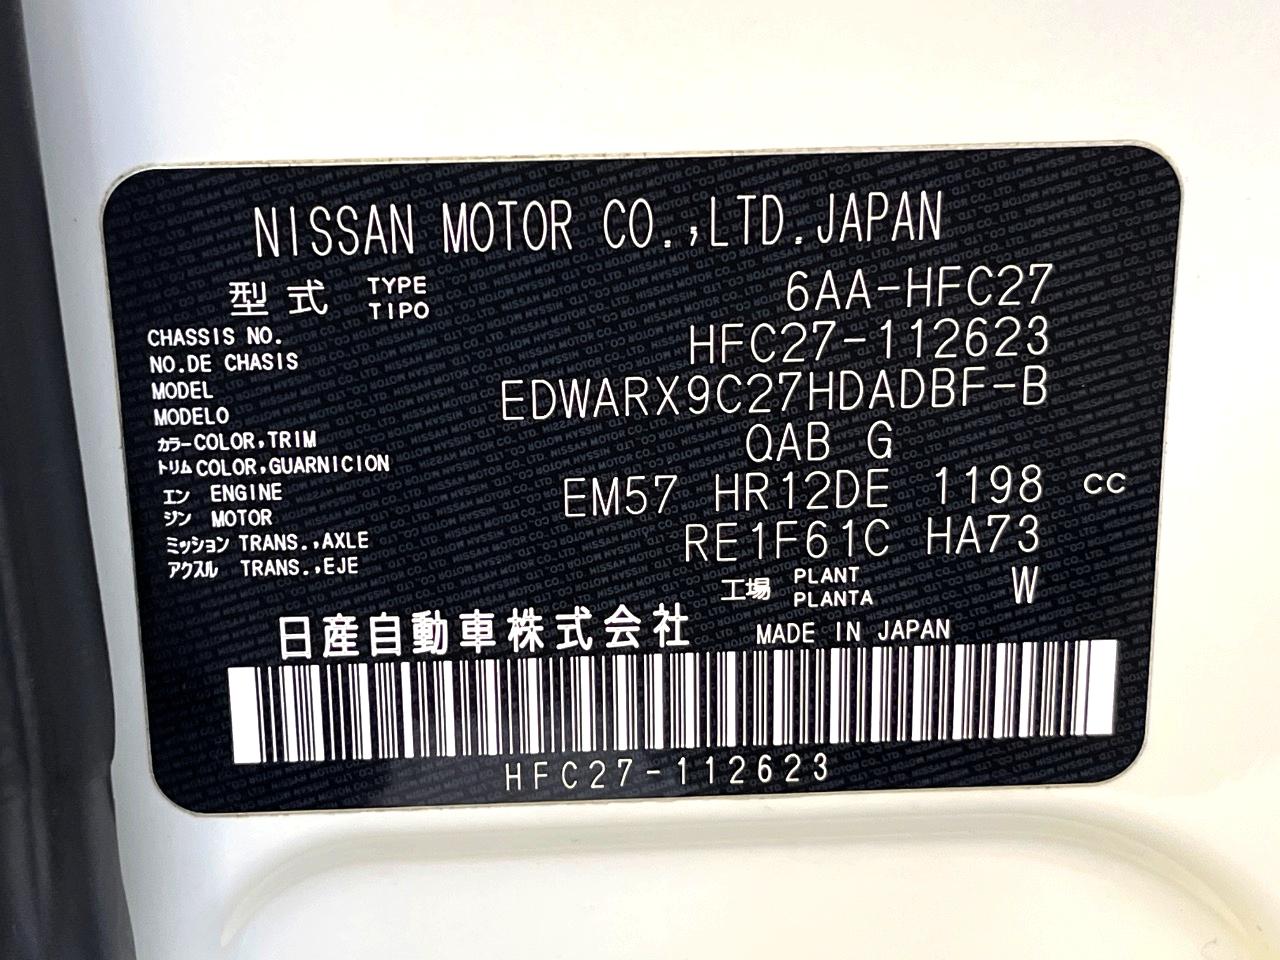 NISSAN MOTOR CO.,LTD.JAPAN
型式 TYPE TIPO 6AA-HFC27
CHASSIS NO. HFC27-112623
NO.DE CHASIS
MODEL EDWARX9C27HDADBF-B
MODELO
カラー COLOR,TRIM QAB G
トリム COLOR,GUARNICION
エン ENGINE EM57 HR12DE 1198 cc
ジン MOTOR
ミッション TRANS.,AXLE RE1F61C HA73
アクスル TRANS.,EJE
工場 PLANT PLANTA W
日産自動車株式会社 MADE IN JAPAN
HFC27-112623